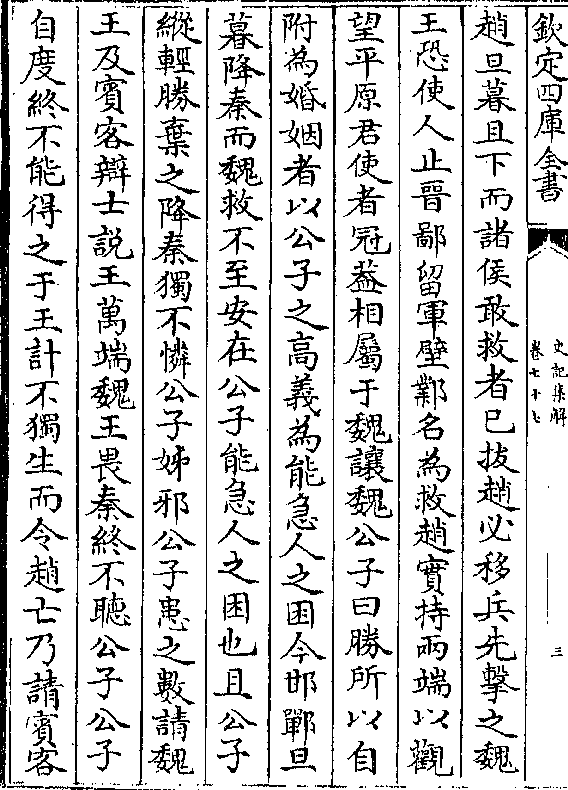 欽定四庫全書
史記集解
卷七十七
三
趙旦暮且下而諸侯敢救者已拔趙必移兵先擊之魏
王恐使人止晉鄙留軍壁鄴名為救趙實持兩端以觀
望平原君使者冠葢相屬于魏讓魏公子曰勝所以自
附為婚姻者以公子之高義為能急人之困今邯鄲旦
暮降秦而魏救不至安在公子能急人之困也且公子
縱輕勝棄之降秦獨不憐公子姊邪公子患之數請魏
王及賓客辯士說王萬端魏王畏秦終不聽公子公子
自度終不能得之于王計不獨生而令趙亡乃請賓客